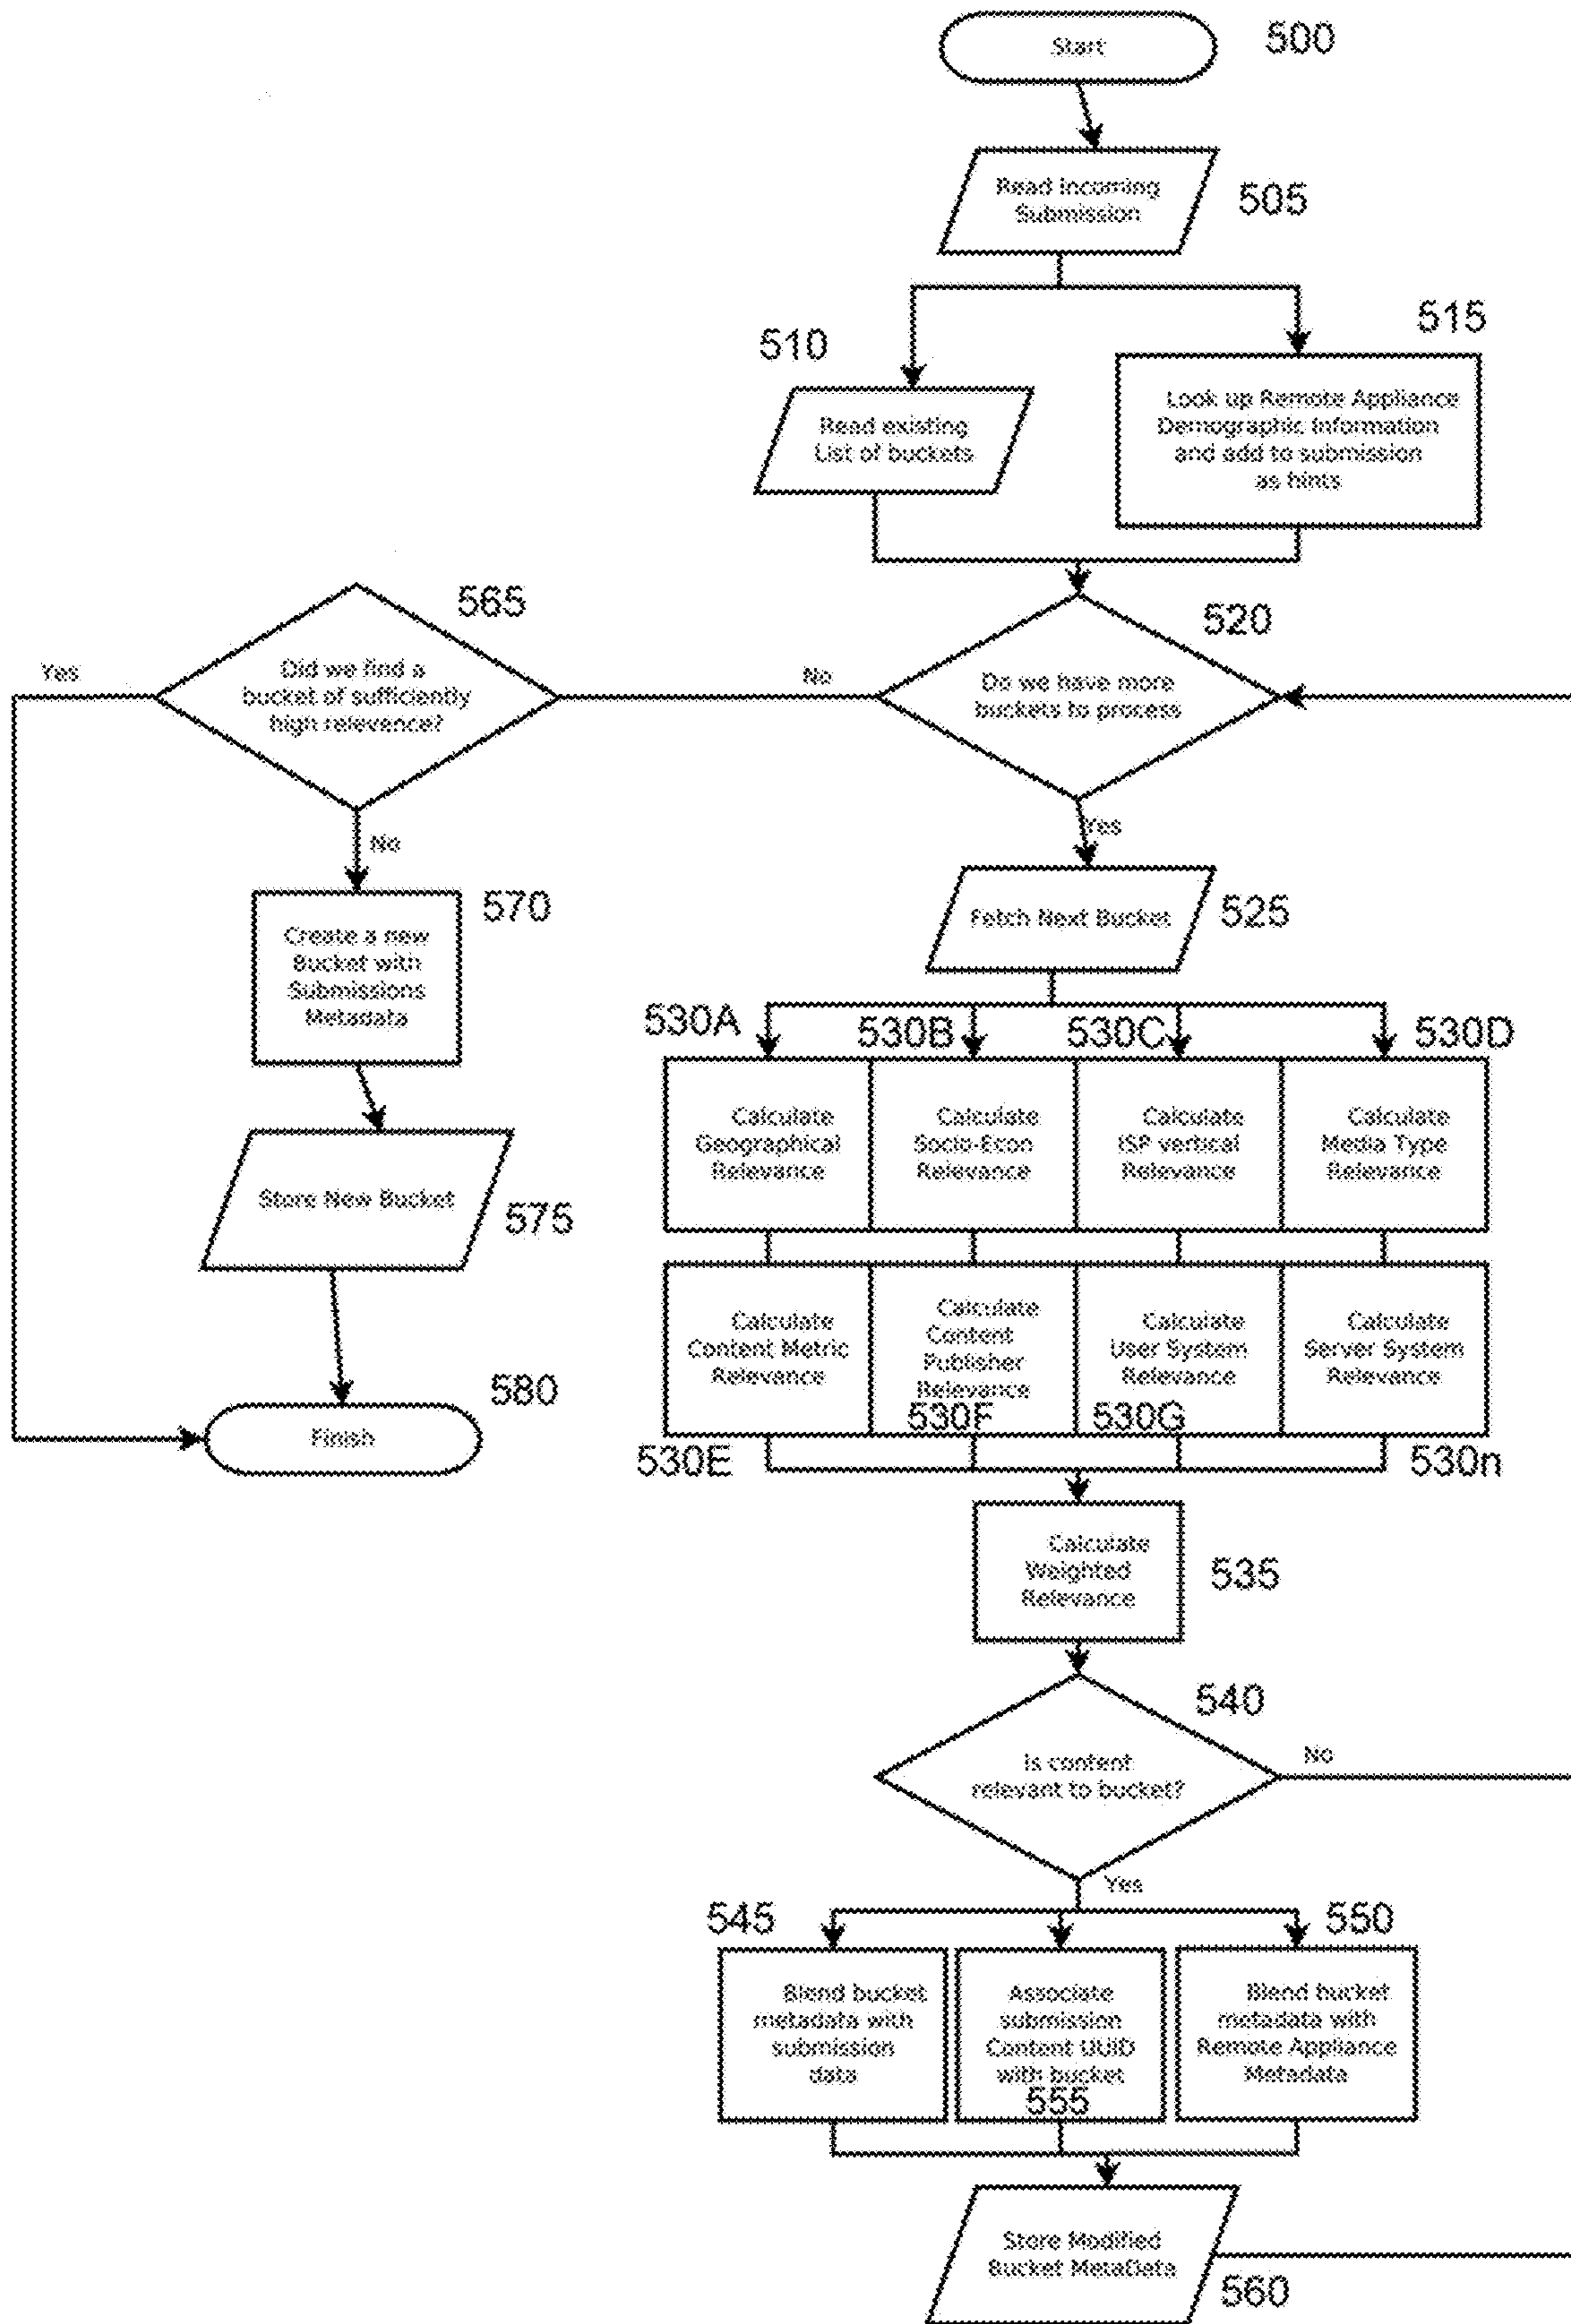 Start
500
Read Incoming
Submission
505
510
Read existing
List of buckets
515
Look up Remote Appliance
Demographic Information
and add to submission
as hints
520
Do we have more
buckets to process
No
Yes
565
Did we find a
bucket of sufficiently
high relevence?
Yes
No
570
Create a new
Bucket with
Submissions
Metadata
Store New Bucket
575
580
Finish
Fetch Next Bucket
525
530A
530B
530C
530D
Calculate
Geographical
Relevance
Calculate
Socio-Econ
Relevance
Calculate
ISP vertical
Relevance
Calculate
Media Type
Relevance
Calculate
Content Metric
Relevance
Calculate
Content
Publisher
Relevance
Calculate
User System
Relevance
Calculate
Server System
Relevance
530E
530F
530G
530n
Calculate
Weighted
Relevance
535
540
Is content
relevant to bucket?
No
Yes
545
Blend bucket
metadata with
submission
data
Associate
submission
Content UUID
with bucket
555
550
Blend bucket
metadata with
Remote Appliance
Metadata
Store Modified
Bucket MetaData
560